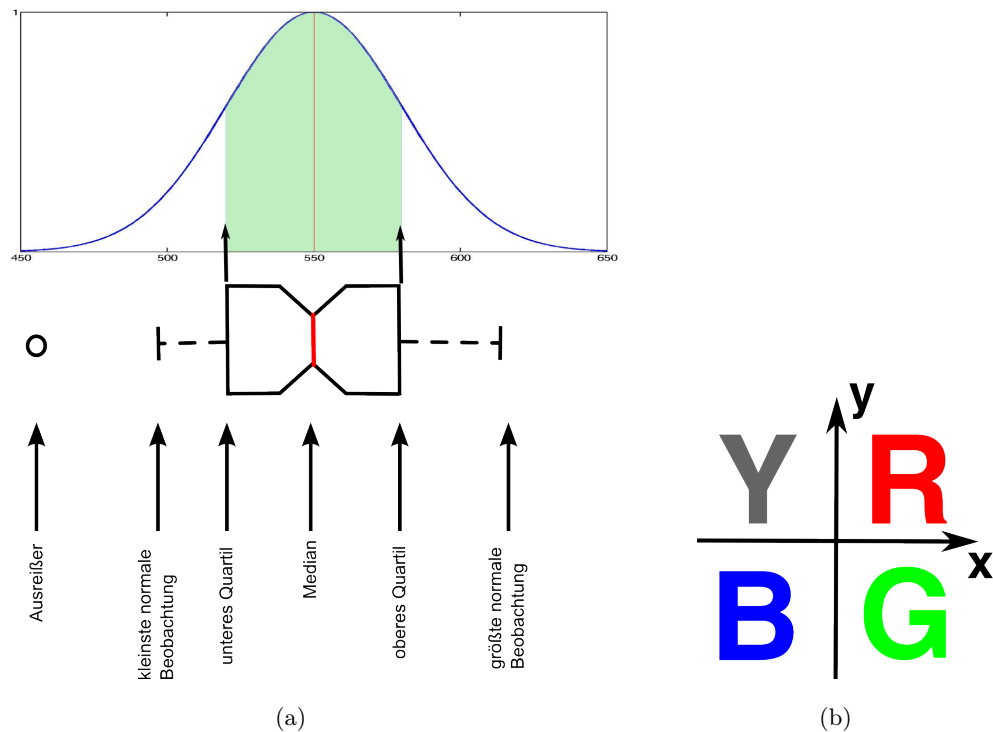 1
450 500 550 600 650
Ausreißer
kleinste normale
Beobachtung
unteres Quartil
Median
oberes Quartil
größte normale
Beobachtung
(a)
y
Y R
x
B G
(b)